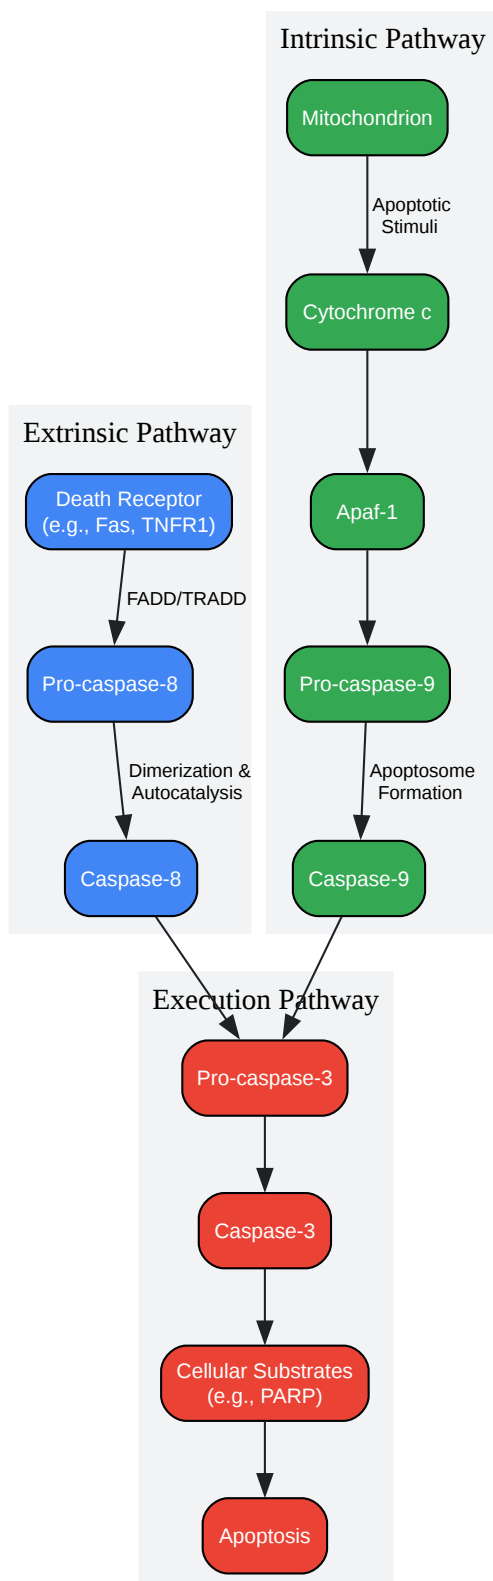 Intrinsic Pathway
Mitochondrion
Apoptotic
Stimuli
Cytochrome c
Apaf-1
Pro-caspase-9
Apoptosome
Formation
Caspase-9
Extrinsic Pathway
Death Receptor
(e.g., Fas, TNFR1)
FADD/TRADD
Pro-caspase-8
Dimerization &
Autocatalysis
Caspase-8
Execution Pathway
Pro-caspase-3
Caspase-3
Cellular Substrates
(e.g., PARP)
Apoptosis